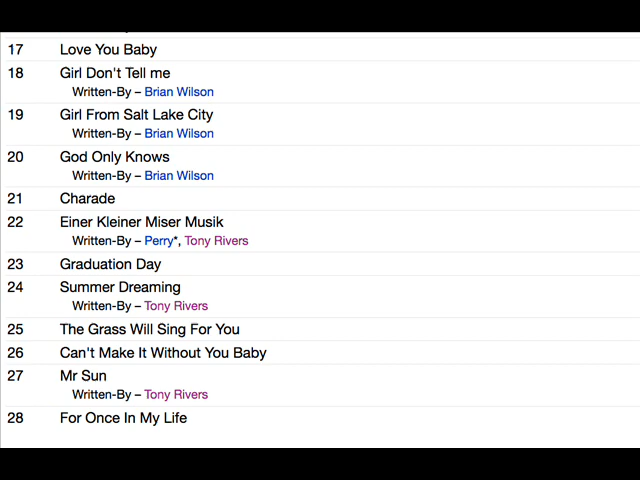 17 Love You Baby
18 Girl Don't Tell me
Written-By – Brian Wilson
19 Girl From Salt Lake City
Written-By – Brian Wilson
20 God Only Knows
Written-By – Brian Wilson
21 Charade
22 Einer Kleiner Miser Musik
Written-By – Perry*, Tony Rivers
23 Graduation Day
24 Summer Dreaming
Written-By – Tony Rivers
25 The Grass Will Sing For You
26 Can't Make It Without You Baby
27 Mr Sun
Written-By – Tony Rivers
28 For Once In My Life